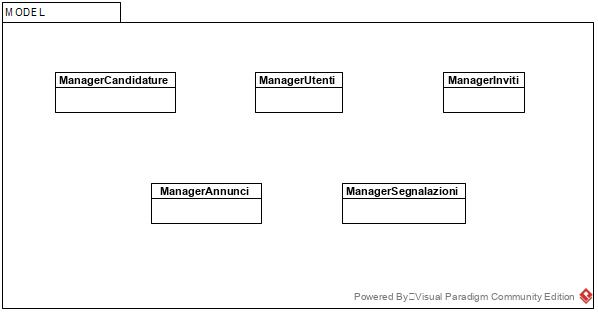 MODEL
ManagerCandidature
ManagerUtenti
ManagerInviti
ManagerAnnunci
ManagerSegnalazioni
Powered By Visual Paradigm Community Edition